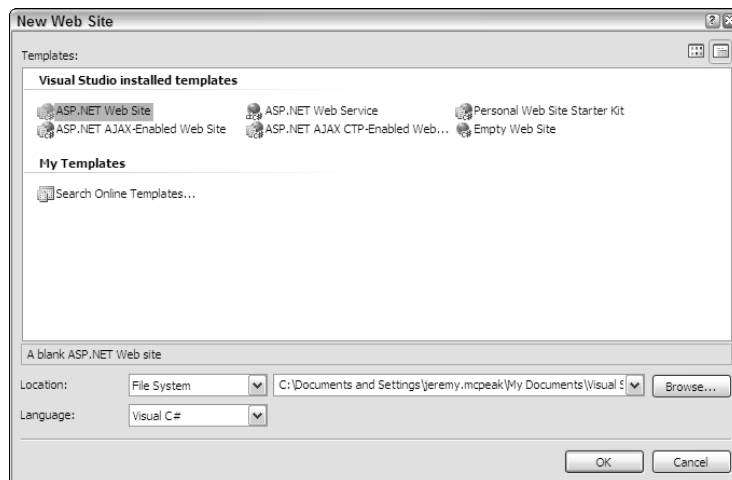 New Web Site
Templates:
Visual Studio installed templates
ASP.NET Web Site
ASP.NET Web Service
Personal Web Site Starter Kit
ASP.NET AJAX-Enabled Web Site
ASP.NET AJAX CTP-Enabled Web...
Empty Web Site
My Templates
Search Online Templates...
A blank ASP.NET Web site
Location:
File System
C:\Documents and Settings\jeremy.mcpeak\My Documents\Visual S
Browse...
Language:
Visual C#
OK
Cancel